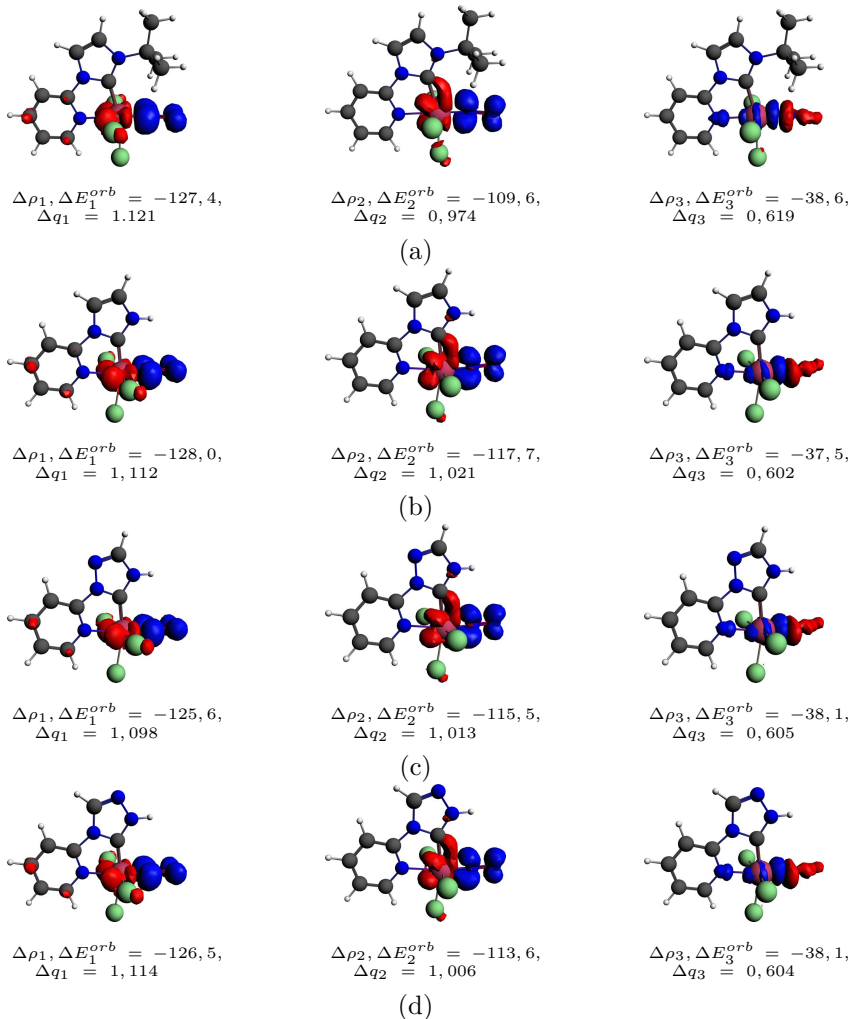 Δρ₁, ΔE₁ᵒʳᵇ = −127,4, Δρ₂, ΔE₂ᵒʳᵇ = −109,6, Δρ₃, ΔE₃ᵒʳᵇ = −38,6,
Δq₁ = 1.121 Δq₂ = 0,974 Δq₃ = 0,619
(a)
Δρ₁, ΔE₁ᵒʳᵇ = −128,0, Δρ₂, ΔE₂ᵒʳᵇ = −117,7, Δρ₃, ΔE₃ᵒʳᵇ = −37,5,
Δq₁ = 1,112 Δq₂ = 1,021 Δq₃ = 0,602
(b)
Δρ₁, ΔE₁ᵒʳᵇ = −125,6, Δρ₂, ΔE₂ᵒʳᵇ = −115,5, Δρ₃, ΔE₃ᵒʳᵇ = −38,1,
Δq₁ = 1,098 Δq₂ = 1,013 Δq₃ = 0,605
(c)
Δρ₁, ΔE₁ᵒʳᵇ = −126,5, Δρ₂, ΔE₂ᵒʳᵇ = −113,6, Δρ₃, ΔE₃ᵒʳᵇ = −38,1,
Δq₁ = 1,114 Δq₂ = 1,006 Δq₃ = 0,604
(d)